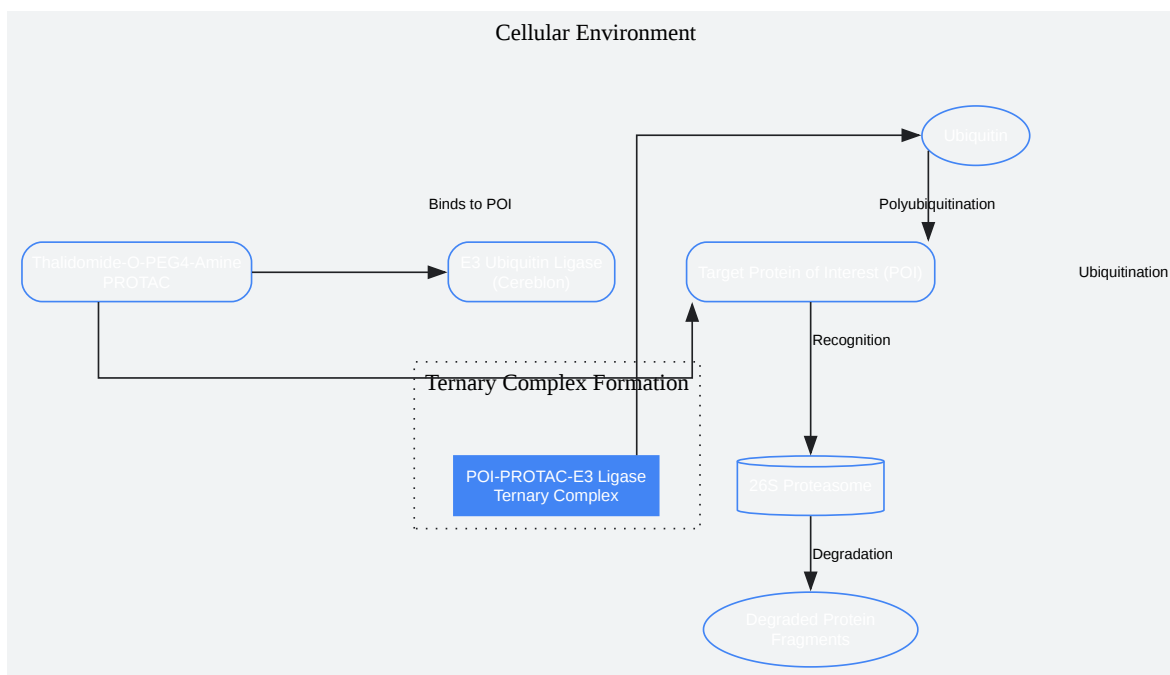 Cellular Environment
Ubiquitin
Binds to POI
Polyubiquitination
Thalidomide-O-PEG4-Amine
PROTAC
E3 Ubiquitin Ligase
(Cereblon)
Target Protein of Interest (POI)
Ubiquitination
Recognition
Ternary Complex Formation
POI-PROTAC-E3 Ligase
Ternary Complex
26S Proteasome
Degradation
Degraded Protein
Fragments